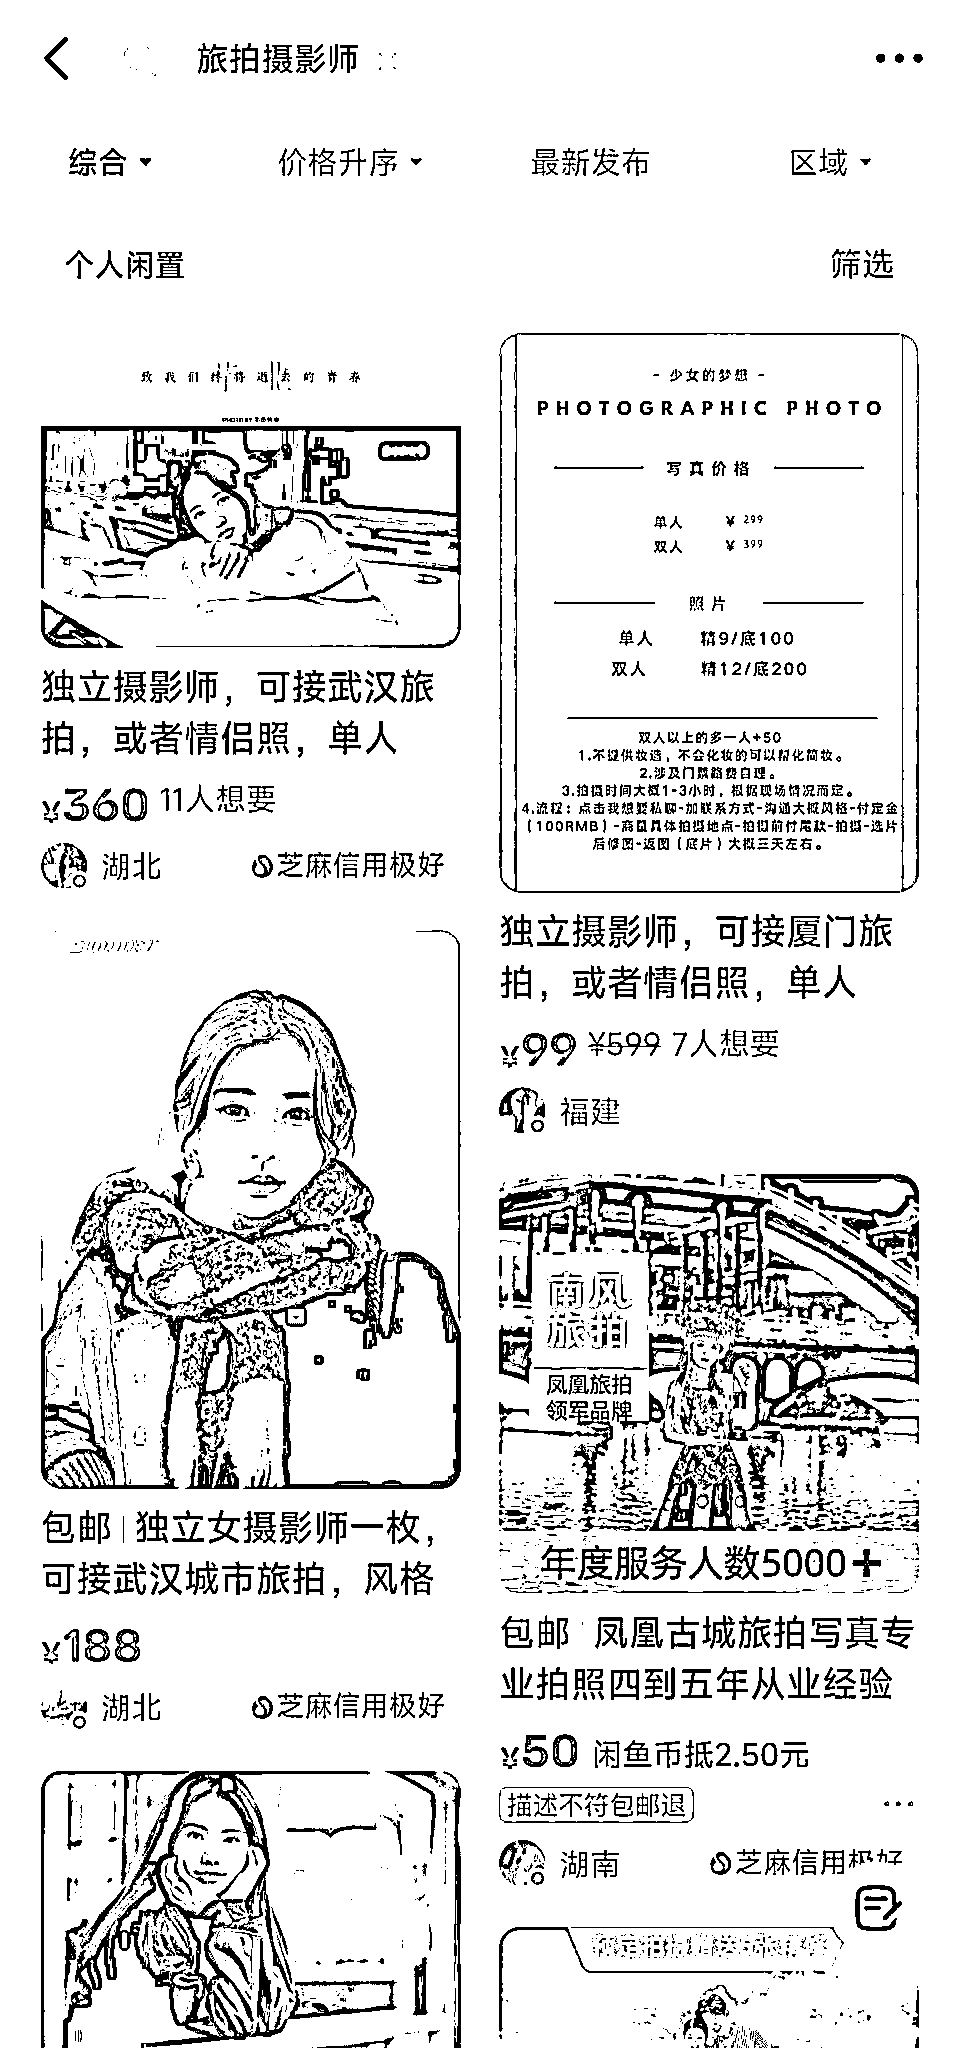 旅拍摄影师
综合
价格升序
最新发布
区域
个人闲置
筛选
致我们终将逝去的青春
独立摄影师，可接武汉旅
拍，或者情侣照，单人
¥360 11人想要
湖北 芝麻信用极好
- 少女的梦想 -
PHOTOGRAPHIC PHOTO
写真价格
单人 ¥ 299
双人 ¥ 399
照片
单人 精9/底100
双人 精12/底200
双人以上的多一人+50
1.不提供妆造，不会化妆的可以帮化简妆。
2.涉及门票路费自理。
3.拍摄时间大概1-3小时，根据现场情况而定。
4.流程：点击我想要私聊-加联系方式-沟通大概风格-付定金
(100RMB)-商量具体拍摄地点-拍摄前付尾款-拍摄-选片
后修图-返图（底片）大概三天左右。
独立摄影师，可接厦门旅
拍，或者情侣照，单人
¥99 ¥599 7人想要
福建
summer
包邮 独立女摄影师一枚，
可接武汉城市旅拍，风格
¥188
湖北 芝麻信用极好
南风
旅拍
凤凰旅拍
领军品牌
年度服务人数5000+
包邮 凤凰古城旅拍写真专
业拍照四到五年从业经验
¥50 闲鱼币抵2.50元
描述不符包邮退
湖南 芝麻信用极好